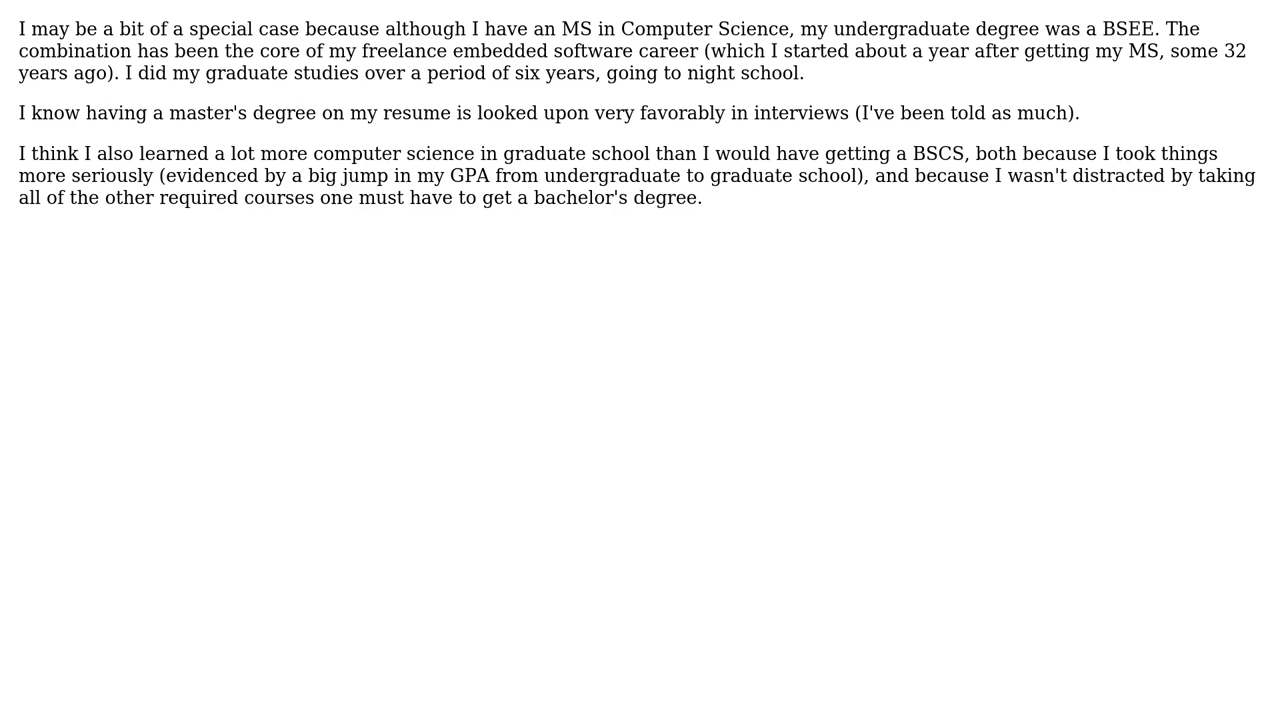 I may be a bit of a special case because although I have an MS in Computer Science, my undergraduate degree was a BSEE. The
combination has been the core of my freelance embedded software career (which I started about a year after getting my MS, some 32
years ago). I did my graduate studies over a period of six years, going to night school.
I know having a master's degree on my resume is looked upon very favorably in interviews (I've been told as much).
I think I also learned a lot more computer science in graduate school than I would have getting a BSCS, both because I took things
more seriously (evidenced by a big jump in my GPA from undergraduate to graduate school), and because I wasn't distracted by taking
all of the other required courses one must have to get a bachelor's degree.